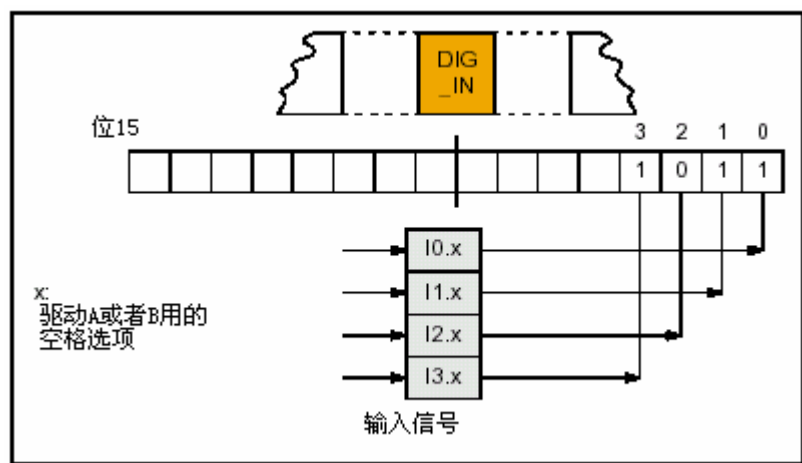 DIG
_IN
位15
3 2 1 0
1 0 1 1
I0.x
I1.x
I2.x
I3.x
x:
驱动A或者B用的
空格选项
输入信号